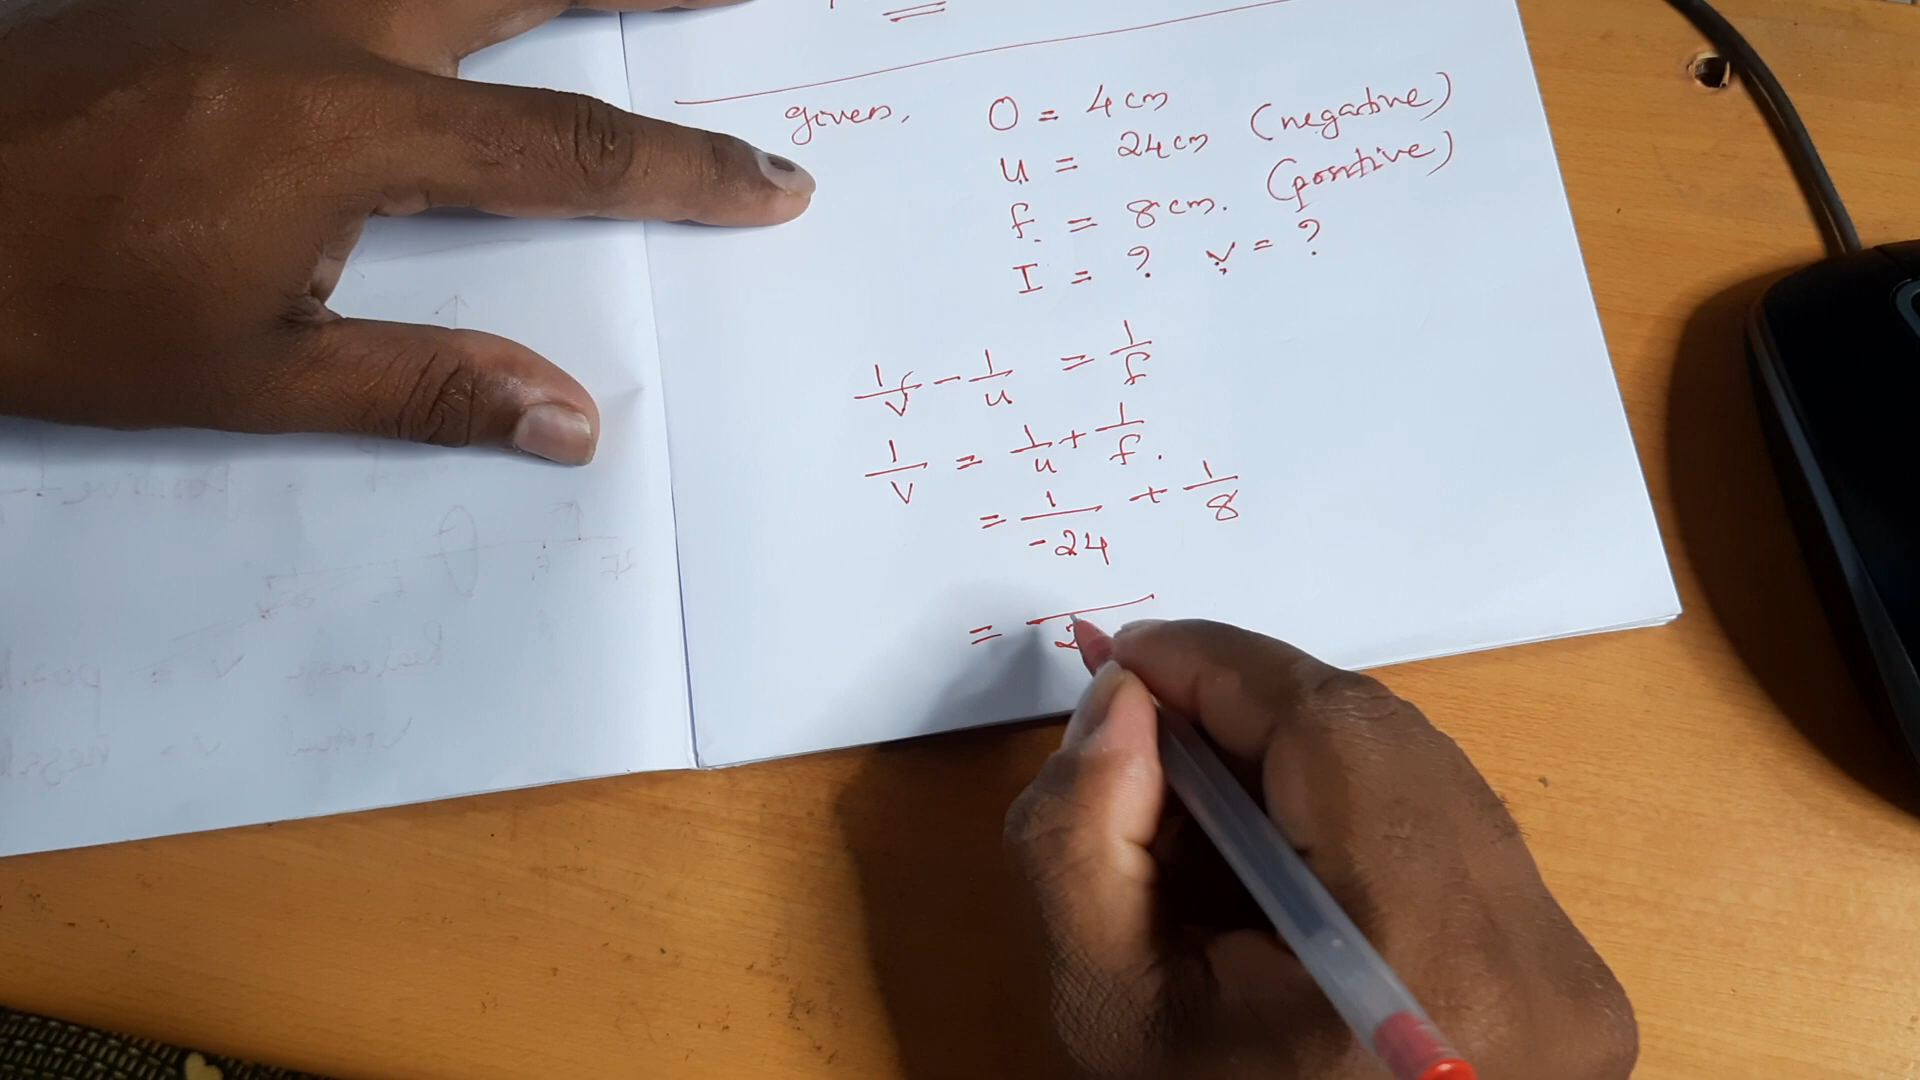 given, O = 4 cm
u = 24 cm (negative)
f = 8 cm. (positive)
I = ? v = ?
1/v - 1/u = 1/f
1/v = 1/u + 1/f.
= 1/-24 + 1/8
= /2